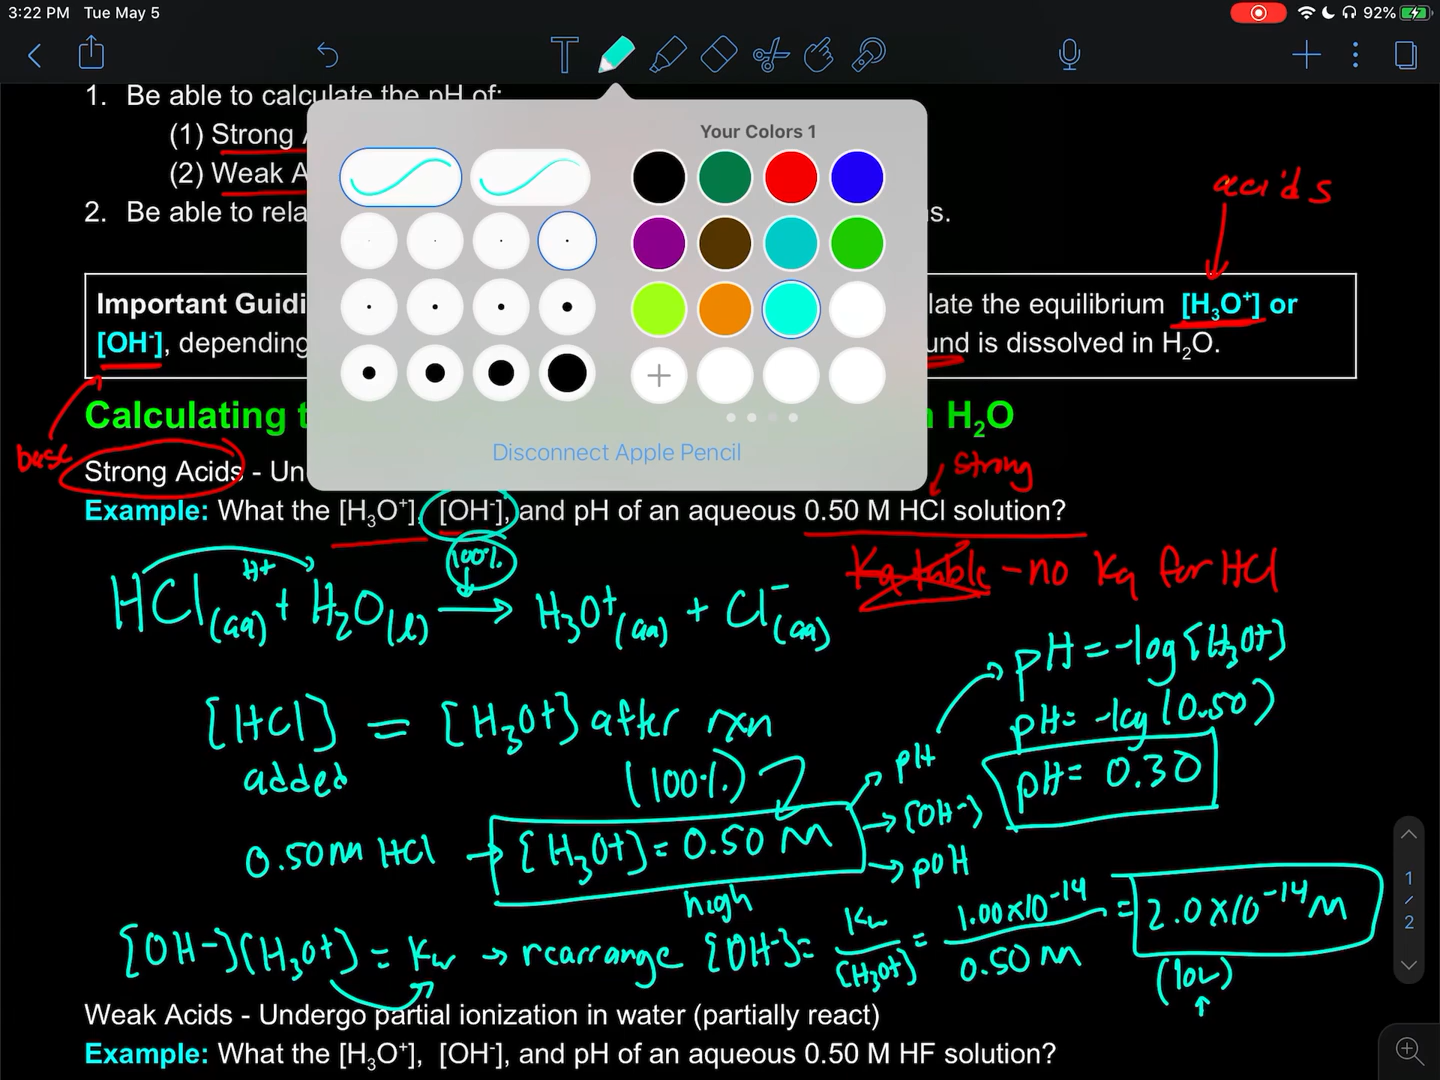 3:22 PM Tue May 5
92%
1. Be able to calculate the pH of:
(1) Strong
(2) Weak A
2. Be able to rela
s.
acids
Your Colors 1
Important Guidi
late the equilibrium [H₃O⁺] or
[OH⁻], depending
und is dissolved in H₂O.
Disconnect Apple Pencil
Calculating t
H₂O
base
Strong Acids - Un
strong
Example: What the [H₃O⁺], [OH⁻], and pH of an aqueous 0.50 M HCl solution?
100%
Ka table - no Ka for HCl
H+
HCl(aq) + H₂O(l) → H₃O⁺(aq) + Cl⁻(aq)
pH = -log[H₃O+]
[HCl] = [H₃O+] after rxn
added
pH = -log(0.50)
(100%)
pH
pH = 0.30
0.50M HCl → [H₃O+] = 0.50 M
→ [OH-]
→ pOH
high
[OH-][H₃O+] = Kw → rearrange [OH-] = Kw/[H₃O+] = 1.00x10⁻¹⁴/0.50 M = 2.0x10⁻¹⁴ M
(low)
Weak Acids - Undergo partial ionization in water (partially react)
Example: What the [H₃O⁺], [OH⁻], and pH of an aqueous 0.50 M HF solution?
1
/
2